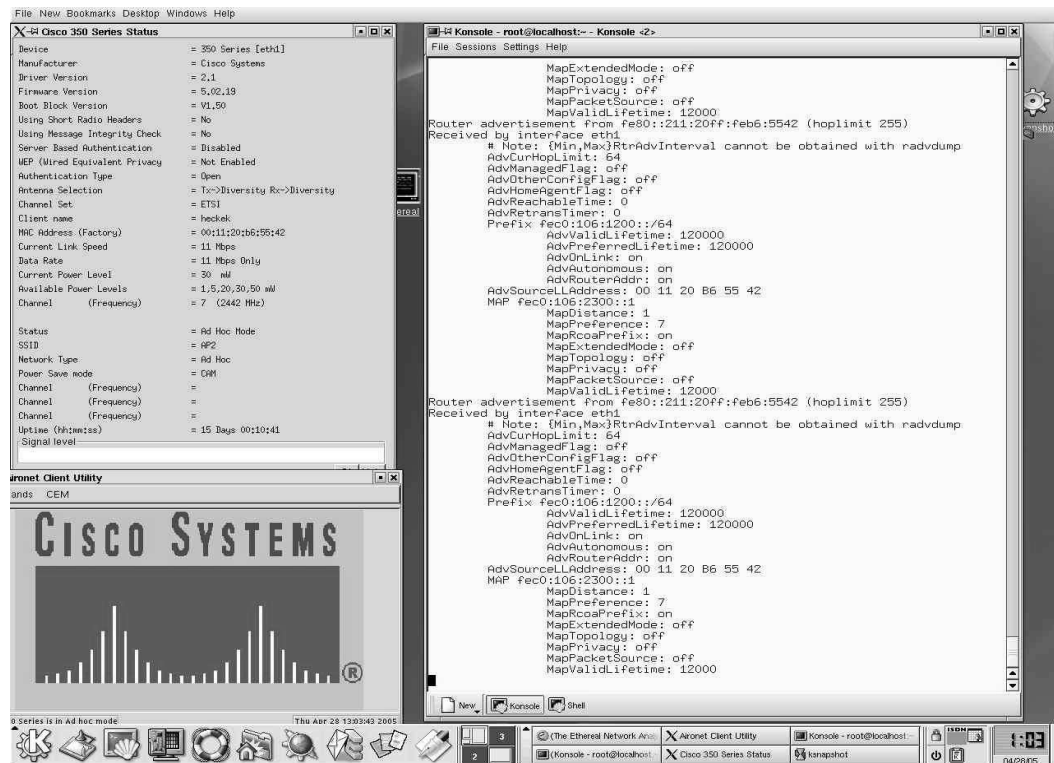 File New Bookmarks Desktop Windows Help
Cisco 350 Series Status
Device = 350 Series [eth1]
Manufacturer = Cisco Systems
Driver Version = 2.1
Firmware Version = 5.02.19
Boot Block Version = V1.50
Using Short Radio Headers = No
Using Message Integrity Check = No
Server Based Authentication = Disabled
WEP (Wired Equivalent Privacy = Not Enabled
Authentication Type = Open
Antenna Selection = Tx->Diversity Rx->Diversity
Channel Set = ETSI
Client name = heckek
MAC Address (Factory) = 00:11:20:b6:55:42
Current Link Speed = 11 Mbps
Data Rate = 11 Mbps Only
Current Power Level = 30 mW
Available Power Levels = 1,5,20,30,50 mW
Channel (Frequency) = 7 (2442 MHz)
Status = Ad Hoc Mode
SSID = AP2
Network Type = Ad Hoc
Power Save mode = CAM
Channel (Frequency) =
Channel (Frequency) =
Channel (Frequency) =
Uptime (hh:mm:ss) = 15 Days 00:10:41
Signal level
ironet Client Utility
ands CEM
CISCO SYSTEMS
®
0 Series is in Ad hoc mode Thu Apr 28 13:03:43 2005
ereal
Konsole - root@localhost:~ - Konsole <2>
File Sessions Settings Help
MapExtendedMode: off
MapTopology: off
MapPrivacy: off
MapPacketSource: off
MapValidLifetime: 12000
Router advertisement from fe80::211:20ff:feb6:5542 (hoplimit 255)
Received by interface eth1
# Note: {Min,Max}RtrAdvInterval cannot be obtained with radvdump
AdvCurHopLimit: 64
AdvManagedFlag: off
AdvOtherConfigFlag: off
AdvHomeAgentFlag: off
AdvReachableTime: 0
AdvRetransTimer: 0
Prefix fec0:106:1200::/64
AdvValidLifetime: 120000
AdvPreferredLifetime: 120000
AdvOnLink: on
AdvAutonomous: on
AdvRouterAddr: on
AdvSourceLLAddress: 00 11 20 B6 55 42
MAP fec0:106:2300::1
MapDistance: 1
MapPreference: 7
MapRcoaPrefix: on
MapExtendedMode: off
MapTopology: off
MapPrivacy: off
MapPacketSource: off
MapValidLifetime: 12000
Router advertisement from fe80::211:20ff:feb6:5542 (hoplimit 255)
Received by interface eth1
# Note: {Min,Max}RtrAdvInterval cannot be obtained with radvdump
AdvCurHopLimit: 64
AdvManagedFlag: off
AdvOtherConfigFlag: off
AdvHomeAgentFlag: off
AdvReachableTime: 0
AdvRetransTimer: 0
Prefix fec0:106:1200::/64
AdvValidLifetime: 120000
AdvPreferredLifetime: 120000
AdvOnLink: on
AdvAutonomous: on
AdvRouterAddr: on
AdvSourceLLAddress: 00 11 20 B6 55 42
MAP fec0:106:2300::1
MapDistance: 1
MapPreference: 7
MapRcoaPrefix: on
MapExtendedMode: off
MapTopology: off
MapPrivacy: off
MapPacketSource: off
MapValidLifetime: 12000
New Konsole Shell
2 3
(The Ethereal Network Ana Aironet Client Utility Konsole - root@localhost:~
(Konsole - root@localhost: Cisco 350 Series Status ksnapshot
1:03
04/28/05